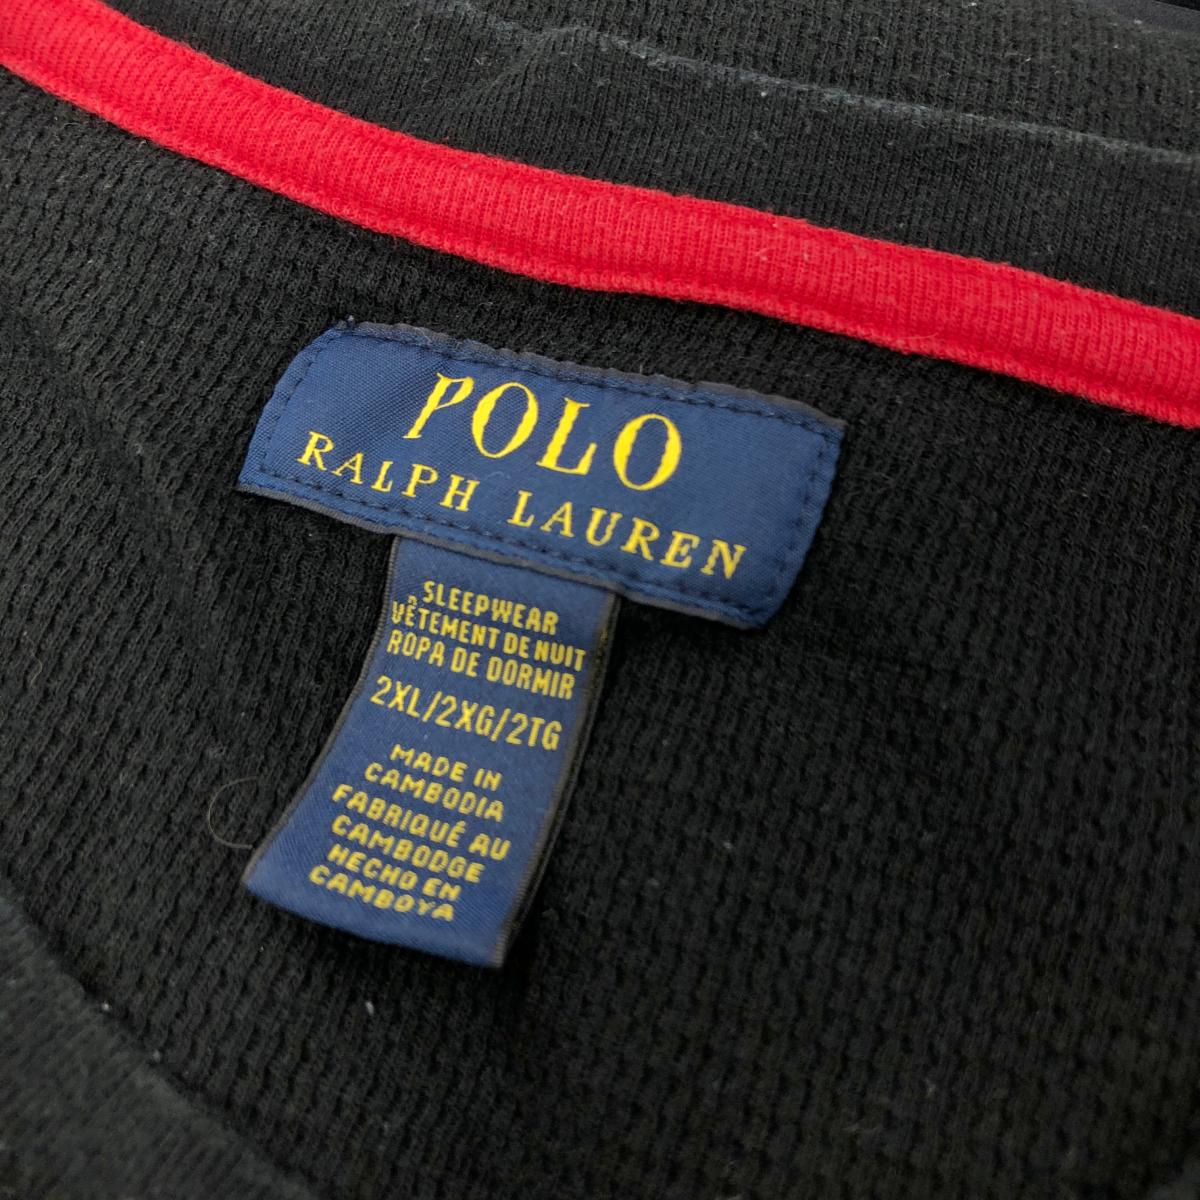 POLO
RALPH LAUREN
SLEEPWEAR
VÊTEMENT DE NUIT
ROPA DE DORMIR
2XL/2XG/2TG
MADE IN
CAMBODIA
FABRIQUÉ AU
CAMBODGE
HECHO EN
CAMBOYA